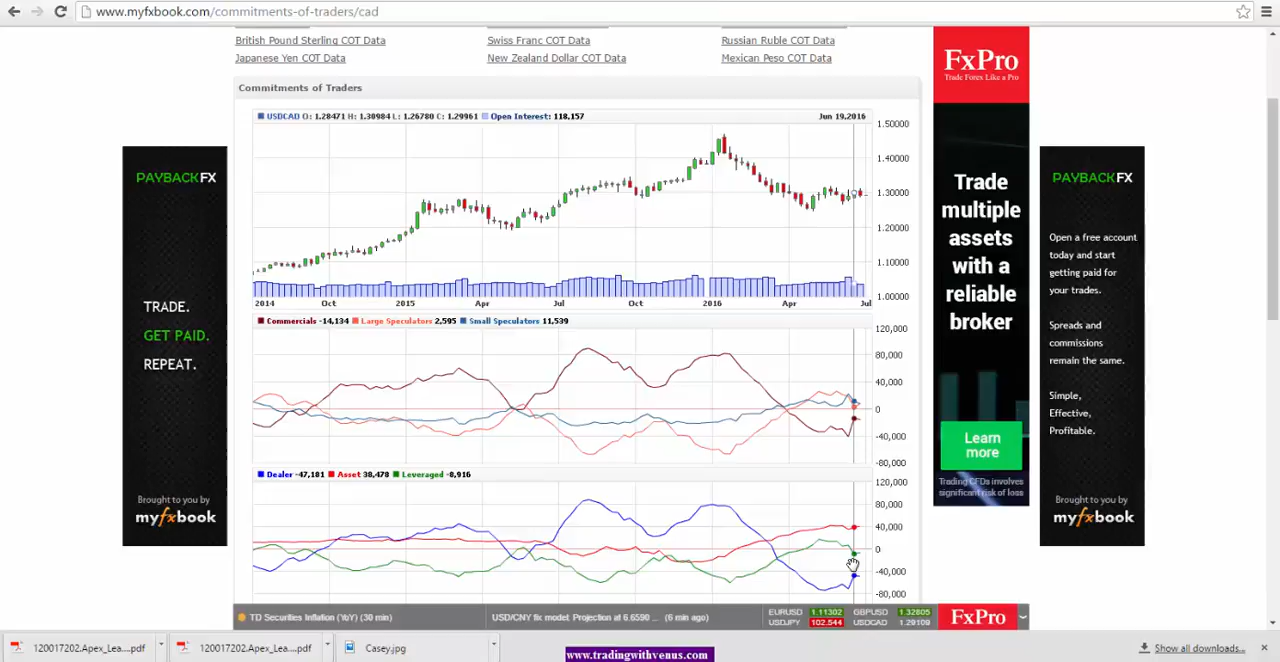 www.myfxbook.com/commitments-of-traders/cad
British Pound Sterling COT Data
Swiss Franc COT Data
Russian Ruble COT Data
Japanese Yen COT Data
New Zealand Dollar COT Data
Mexican Peso COT Data
Commitments of Traders
USDCAD O: 1.28471 H: 1.30984 L: 1.26780 C: 1.29961 Open Interest: 118,157
Jun 19,2016
1.50000
1.40000
1.30000
1.20000
1.10000
1.00000
2014 Oct 2015 Apr Jul Oct 2016 Apr Jul
Commercials -14,134 Large Speculators 2,595 Small Speculators 11,539
120,000
80,000
40,000
0
-40,000
-80,000
Dealer -47,181 Asset 38,478 Leveraged -8,916
120,000
80,000
40,000
0
-40,000
-80,000
PAYBACKFX
TRADE.
GET PAID.
REPEAT.
Brought to you by
myfxbook
FxPro
Trade Forex Like a Pro
Trade
multiple
assets
with a
reliable
broker
Learn
more
Trading CFDs involves
significant risk of loss
PAYBACKFX
Open a free account
today and start
getting paid for
your trades.
Spreads and
commissions
remain the same.
Simple,
Effective,
Profitable.
Brought to you by
myfxbook
TD Securities Inflation (YoY) (30 min)
USD/CNY fix model: Projection at 6.6590 ... (6 min ago)
EURUSD 1.11302 GBPUSD 1.32805
USDJPY 102.544 USDCAD 1.29109
FxPro
120017202.Apex_Lea....pdf
120017202.Apex_Lea....pdf
Casey.jpg
Show all downloads...
www.tradingwithvenus.com